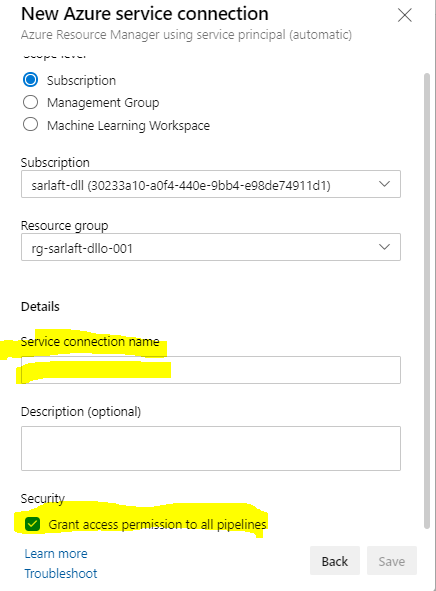 New Azure service connection
Azure Resource Manager using service principal (automatic)
Scope level
Subscription
Management Group
Machine Learning Workspace
Subscription
sarlaft-dll (30233a10-a0f4-440e-9bb4-e98de74911d1)
Resource group
rg-sarlaft-dllo-001
Details
Service connection name
Description (optional)
Security
Grant access permission to all pipelines
Learn more
Troubleshoot
Back
Save